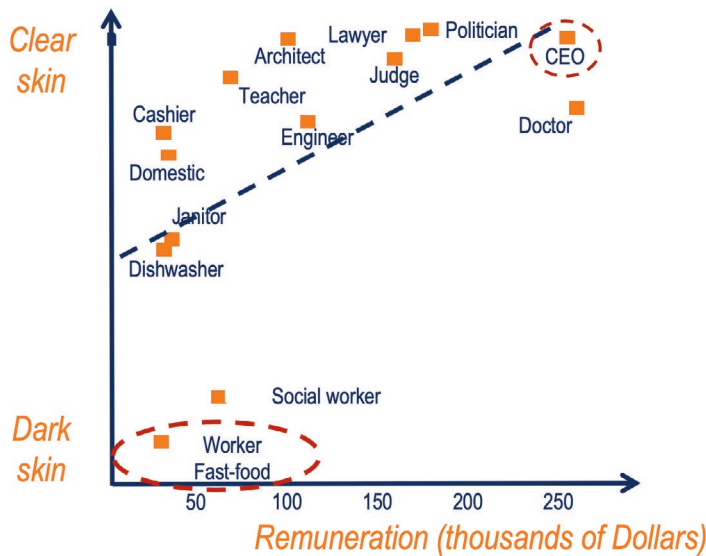 Clear
skin
Lawyer
Politician
Architect
CEO
Judge
Teacher
Cashier
Engineer
Doctor
Domestic
Janitor
Dishwasher
Social worker
Dark
skin
Worker
Fast-food
50 100 150 200 250
Remuneration (thousands of Dollars)